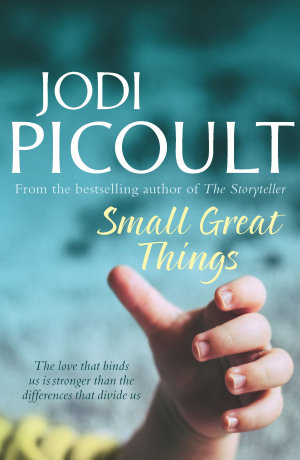 JODI
PICOULT
From the bestselling author of The Storyteller
Small Great
Things
The love that binds
us is stronger than the
differences that divide us